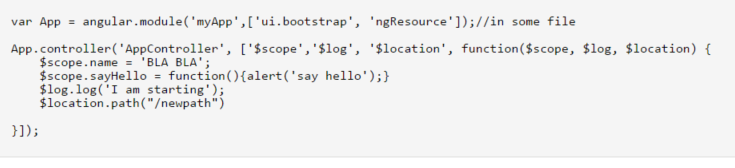 var App = angular.module('myApp',['ui.bootstrap', 'ngResource']);//in some file
App.controller('AppController', ['$scope','$log', '$location', function($scope, $log, $location) {
$scope.name = 'BLA BLA';
$scope.sayHello = function(){alert('say hello');}
$log.log('I am starting');
$location.path("/newpath")
}]);